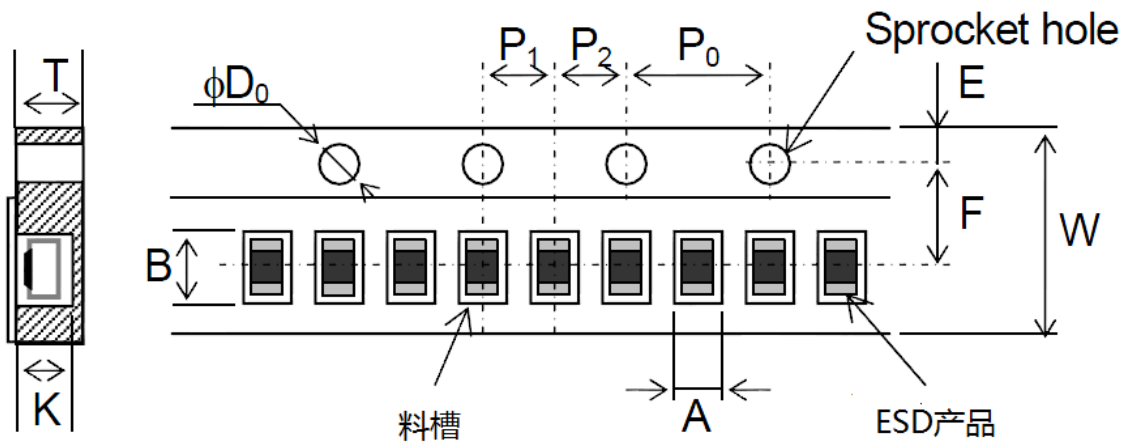 T
ϕD₀
P₁
P₂
P₀
Sprocket hole
E
F
W
B
K
料槽
A
ESD产品